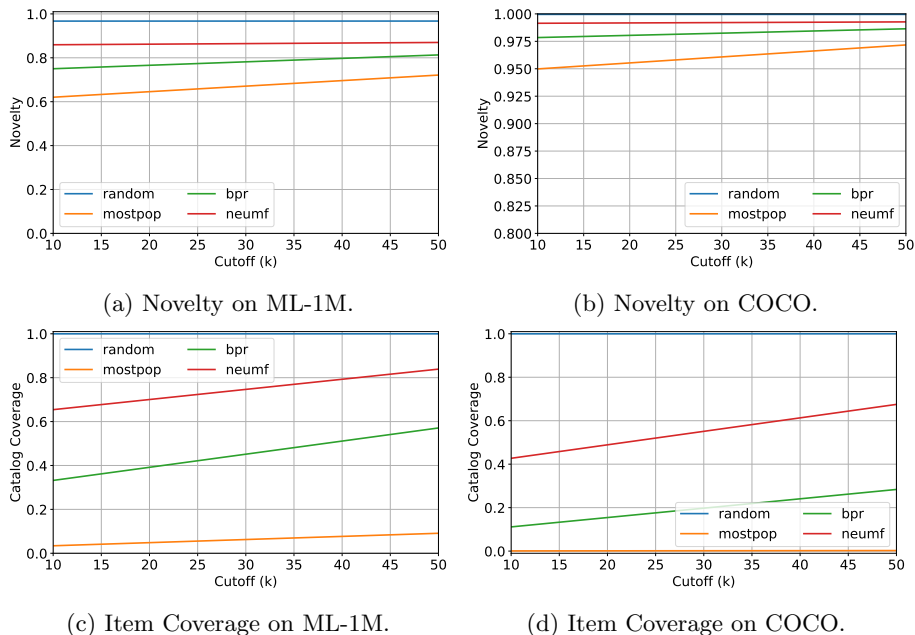 1.0
0.8
0.6
0.4
0.2
0.0
Novelty
random
mostpop
bpr
neumf
10 15 20 25 30 35 40 45 50
Cutoff (k)
(a) Novelty on ML-1M.
1.000
0.975
0.950
0.925
0.900
0.875
0.850
0.825
0.800
Novelty
random
mostpop
bpr
neumf
10 15 20 25 30 35 40 45 50
Cutoff (k)
(b) Novelty on COCO.
1.0
0.8
0.6
0.4
0.2
0.0
Catalog Coverage
random
mostpop
bpr
neumf
10 15 20 25 30 35 40 45 50
Cutoff (k)
(c) Item Coverage on ML-1M.
1.0
0.8
0.6
0.4
0.2
0.0
Catalog Coverage
random
mostpop
bpr
neumf
10 15 20 25 30 35 40 45 50
Cutoff (k)
(d) Item Coverage on COCO.